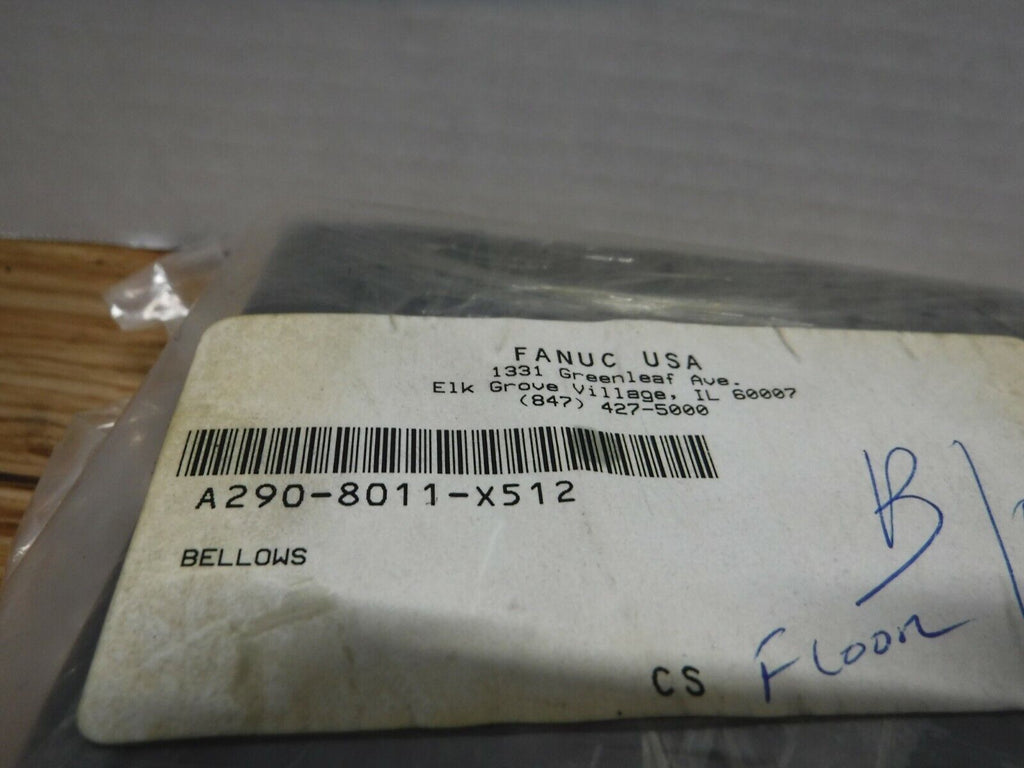 FANUC USA
1331 Greenleaf Ave.
Elk Grove Village, IL 60007
(847) 427-5000
A290-8011-X512
BELLOWS
B/
CS Floor